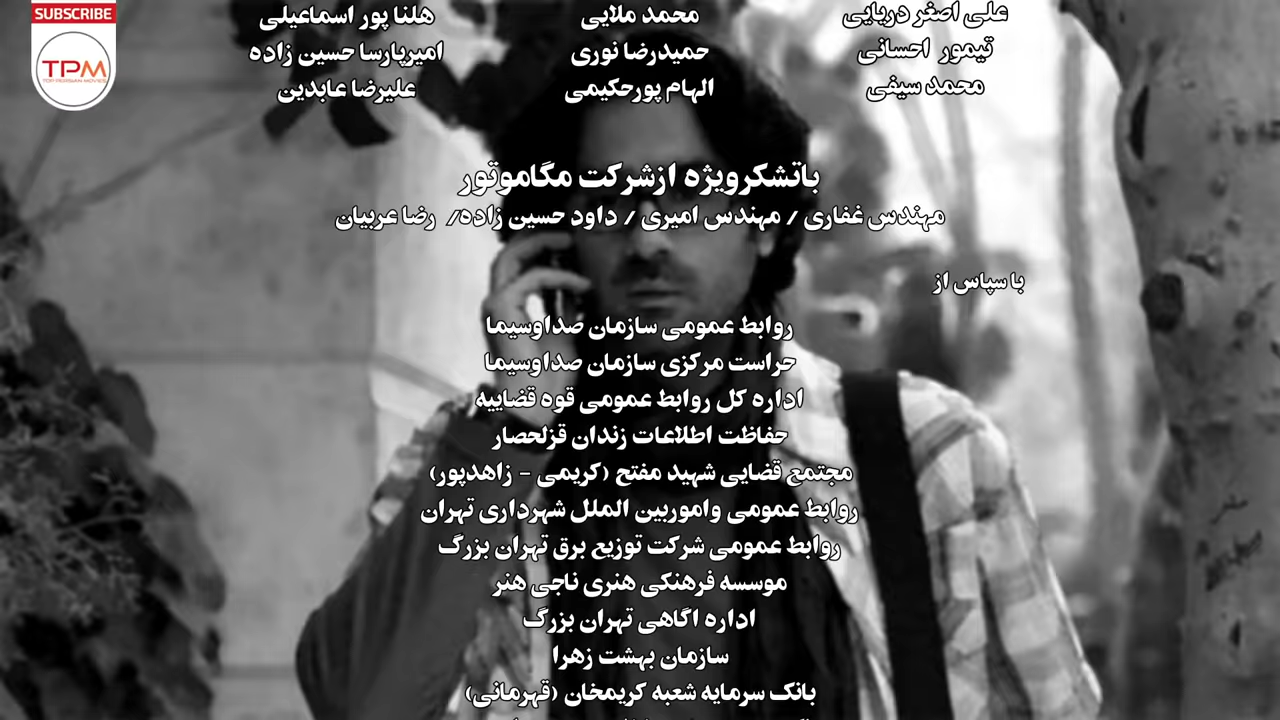 SUBSCRIBE
TPM
TOP PERSIAN MOVIES
علی اصغر دریایی محمد ملایی هلنا پور اسماعیلی
تیمور احسانی حمیدرضا نوری امیرپارسا حسین زاده
محمد سیفی الهام پورحکیمی علیرضا عابدین
باتشکرویژه ازشرکت مگاموتور
مهندس غفاری / مهندس امیری / داود حسین زاده/ رضا عربیان
با سپاس از
روابط عمومی سازمان صداوسیما
حراست مرکزی سازمان صداوسیما
اداره کل روابط عمومی قوه قضاییه
حفاظت اطلاعات زندان قزلحصار
مجتمع قضایی شهید مفتح (کریمی - زاهدپور)
روابط عمومی واموربین الملل شهرداری تهران
روابط عمومی شرکت توزیع برق تهران بزرگ
موسسه فرهنگی هنری ناجی هنر
اداره اگاهی تهران بزرگ
سازمان بهشت زهرا
بانک سرمایه شعبه کریمخان (قهرمانی)